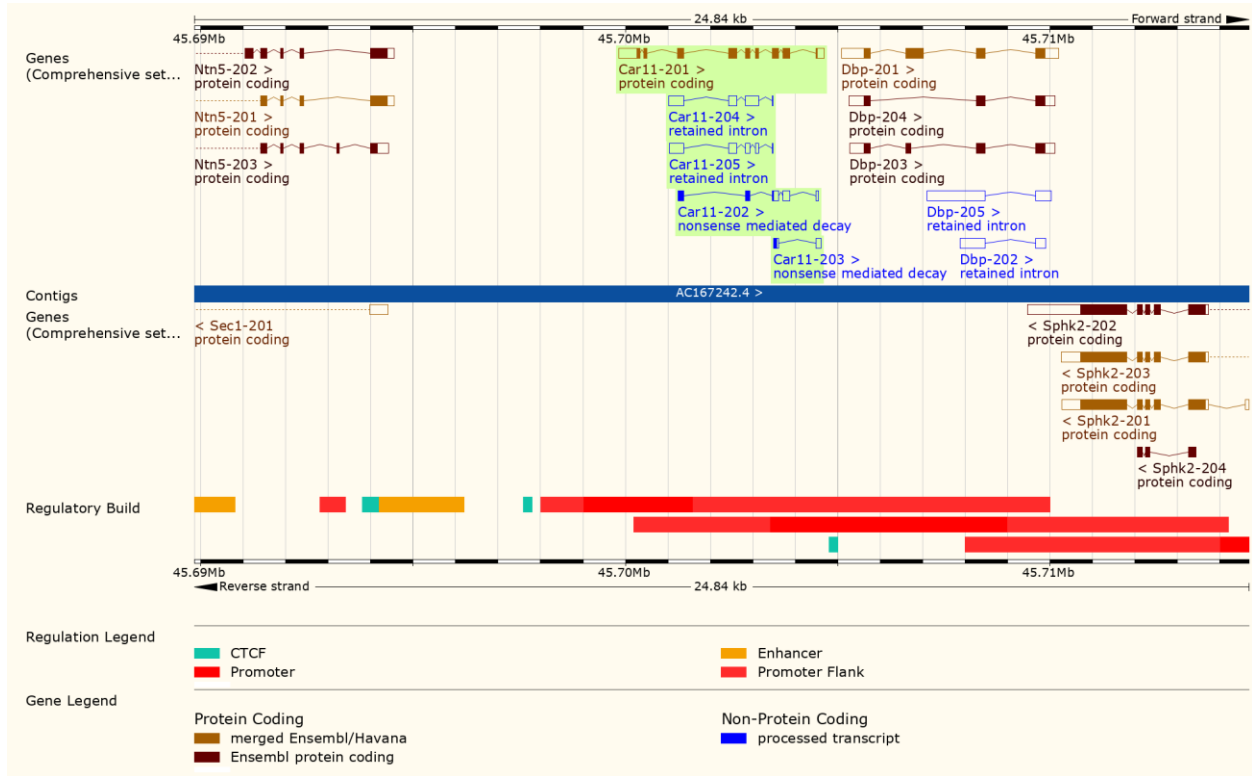 24.84 kb
Forward strand
45.69Mb
45.70Mb
45.71Mb
Genes
(Comprehensive set...
Ntn5-202 >
protein coding
Ntn5-201 >
protein coding
Ntn5-203 >
protein coding
Car11-201 >
protein coding
Car11-204 >
retained intron
Car11-205 >
retained intron
Car11-202 >
nonsense mediated decay
Car11-203 >
nonsense mediated decay
Dbp-201 >
protein coding
Dbp-204 >
protein coding
Dbp-203 >
protein coding
Dbp-205 >
retained intron
Dbp-202 >
retained intron
Contigs
AC167242.4 >
Genes
(Comprehensive set...
< Sec1-201
protein coding
< Sphk2-202
protein coding
< Sphk2-203
protein coding
< Sphk2-201
protein coding
< Sphk2-204
protein coding
Regulatory Build
45.69Mb
45.70Mb
45.71Mb
Reverse strand
24.84 kb
Regulation Legend
CTCF
Enhancer
Promoter
Promoter Flank
Gene Legend
Protein Coding
Non-Protein Coding
merged Ensembl/Havana
processed transcript
Ensembl protein coding